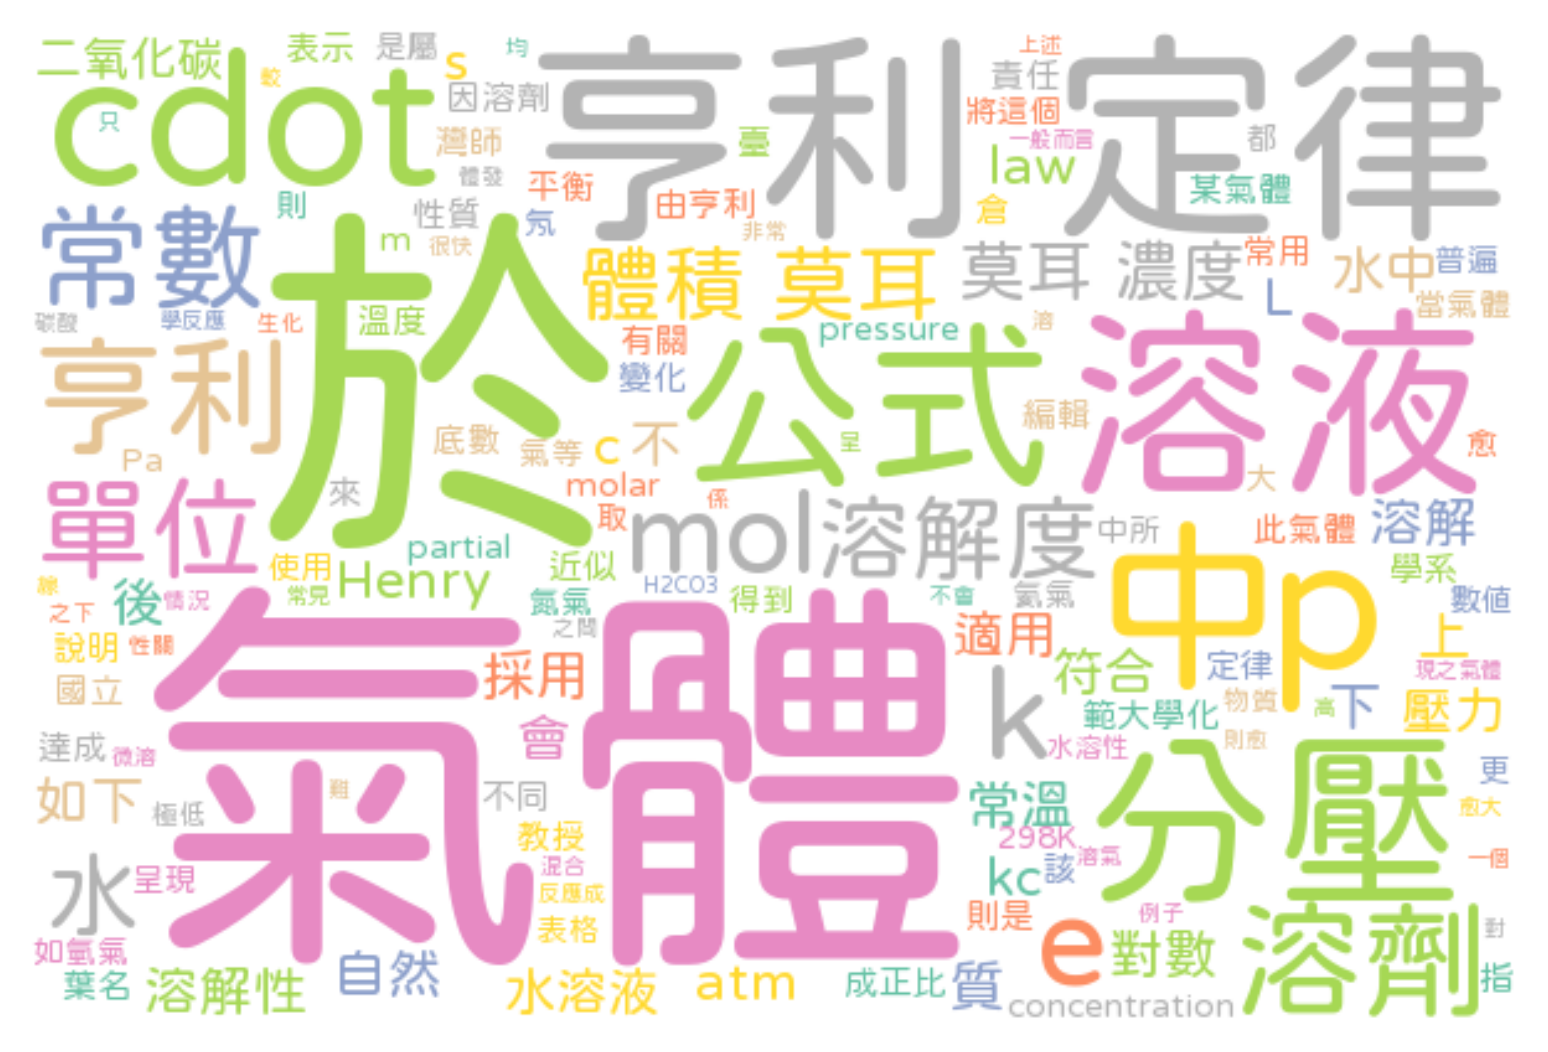 二氧化碳 表示 是屬 均 亨利定律 上述
較 s 因溶劑 責任
cdot 只 將這個
灣師 臺 一般而言 都
體發 law 某氣體
平衡 由亨利 倉
常數 則 性質 氖 非常
m 很快 體積 莫耳 莫耳 濃度 常用 水中 普遍
於 L 當氣體
碳酸 學反應 生化 溫度 有關 pressure 溶
亨利 變化 公式 溶液
編輯
底數 氣等 c 不 呈 愈
Pa molar 係 大
單位 來 取 mol 溶解度 中所 此氣體 溶解
partial 近似 中 p
使用 Henry H2CO3 學系
線 後 常見 氮氣 得到 不會 氦氣 數值
之下 情況 之間
說明 性關 氣體 採用 適用 符合 定律 上
國立 k 物質 現之氣體
會 範大學化 高 下 壓力
達成 微溶 水溶性 則愈
分壓 更
如下 極低 難 不同 常溫 愈大
教授 298K
水 呈現 混合 kc 該 溶氣 一個
反應成
表格 則是 e 例子 溶劑 對
如氫氣 對數
葉名 溶解性 自然 水溶液 atm 成正比 質 指
concentration